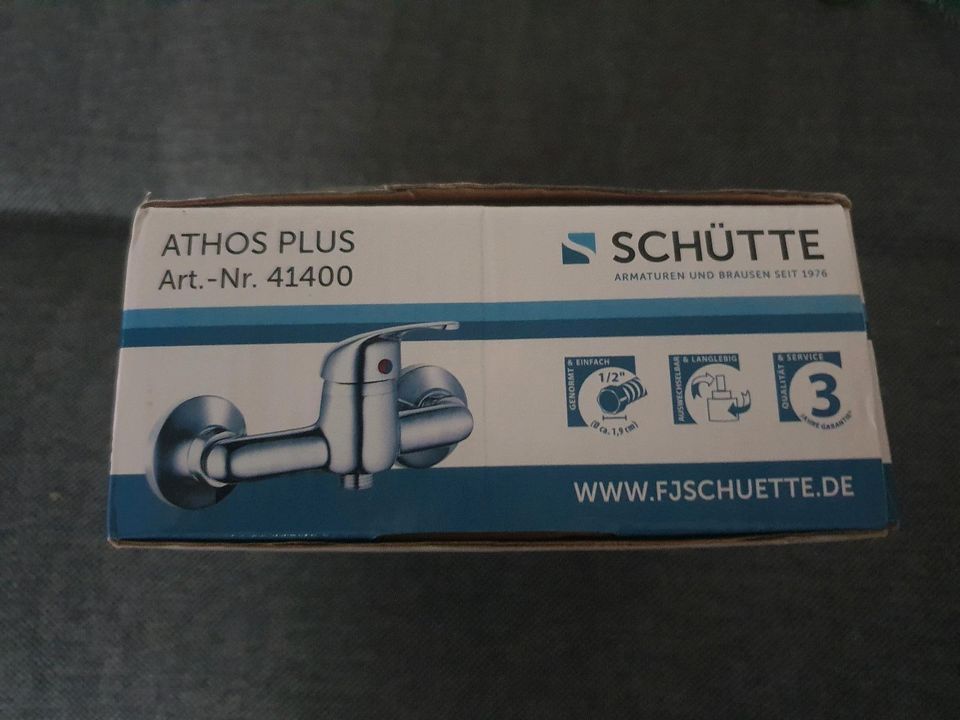 ATHOS PLUS
Art.-Nr. 41400
SCHÜTTE
ARMATUREN UND BRAUSEN SEIT 1976
GENORMT & EINFACH
1/2"
(Ø ca. 1,9 cm)
AUSWECHSELBAR & LANGLEBIG
QUALITÄT & SERVICE
3
JAHRE GARANTIE*
WWW.FJSCHUETTE.DE